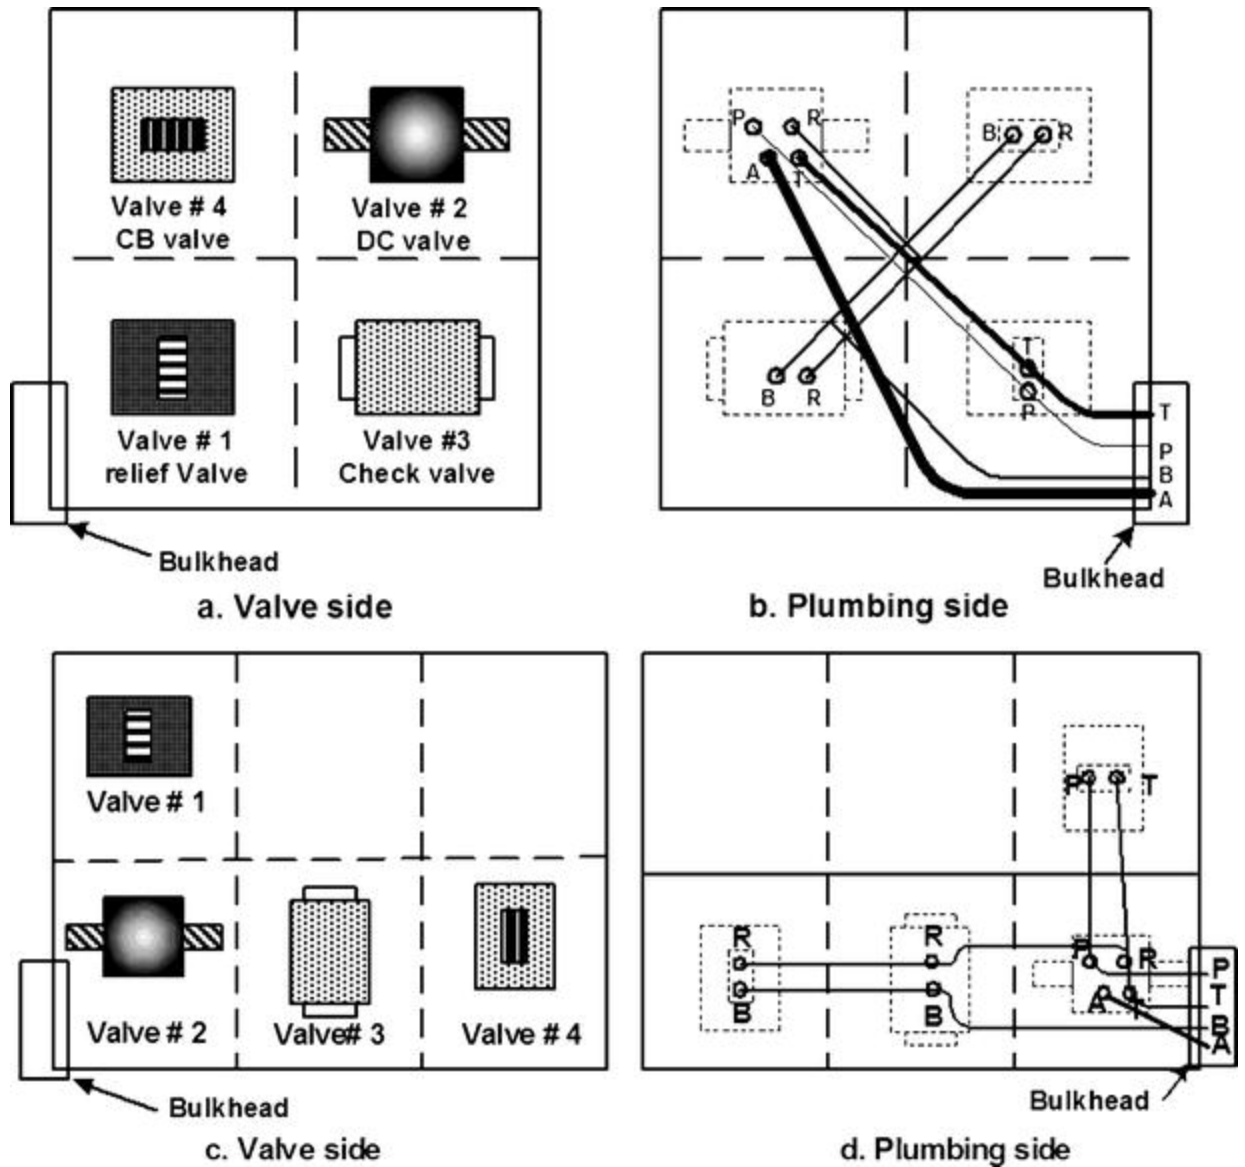 P
R
B
R
A
T
Valve # 4
CB valve
Valve # 2
DC valve
T
B
R
P
T
P
B
A
Valve # 1
relief Valve
Valve #3
Check valve
Bulkhead
Bulkhead
a. Valve side
b. Plumbing side
Valve # 1
P
T
R
R
P
R
P
A
T
T
B
B
B
A
Valve # 2
Valve# 3
Valve # 4
Bulkhead
Bulkhead
c. Valve side
d. Plumbing side